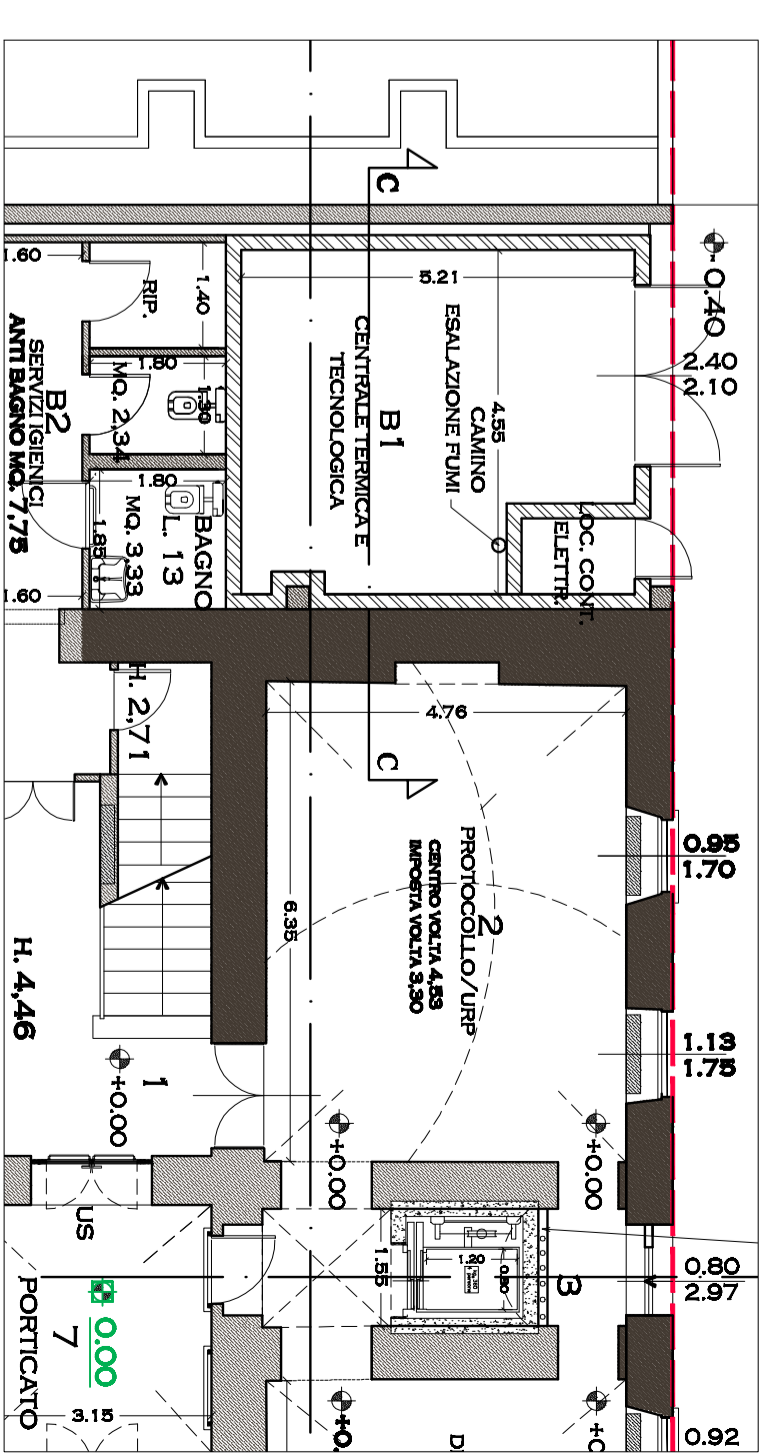 C
- 0.40
2.40
2.10
5.21
4.55
ESALAZIONE FUMI
CAMINO
B1
CENTRALE TERMICA E
TECNOLOGICA
LOC. CONT.
ELETTR.
1.60
1.40
RIP.
1.80
1.30
MQ. 2,34
1.80
BAGNO
L. 13
MQ. 3,33
1.85
B2
SERVIZI IGIENICI
ANTI BAGNO MQ. 7,75
1.60
H. 2,71
4.76
C
0.95
1.70
2
PROTOCOLLO/URP
CENTRO VOLTA 4,53
IMPOSTA VOLTA 3,30
6.35
H. 4,46
1.13
1.75
1
+0.00
+0.00
+0.00
US
3
1.20
0.80
1.55
0.80
2.97
0.00
7
PORTICATO
3.15
+0.
+0
0.92